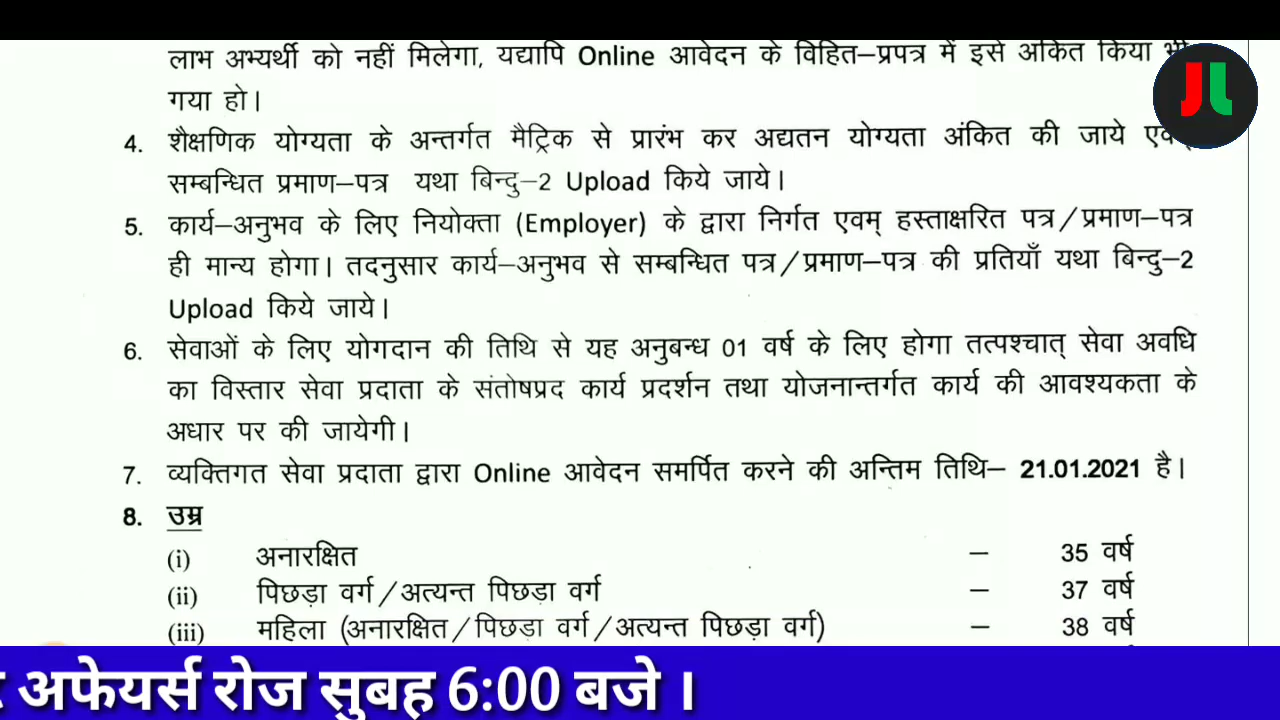 लाभ अभ्यर्थी को नहीं मिलेगा, यद्यापि Online आवेदन के विहित–प्रपत्र में इसे अंकित किया भी
गया हो।
4. शैक्षणिक योग्यता के अन्तर्गत मैट्रिक से प्रारंभ कर अद्यतन योग्यता अंकित की जाये एवम्
सम्बन्धित प्रमाण–पत्र यथा बिन्दु–2 Upload किये जाये।
5. कार्य–अनुभव के लिए नियोक्ता (Employer) के द्वारा निर्गत एवम् हस्ताक्षरित पत्र/प्रमाण–पत्र
ही मान्य होगा। तदनुसार कार्य–अनुभव से सम्बन्धित पत्र/प्रमाण–पत्र की प्रतियाँ यथा बिन्दु–2
Upload किये जाये।
6. सेवाओं के लिए योगदान की तिथि से यह अनुबन्ध 01 वर्ष के लिए होगा तत्पश्चात् सेवा अवधि
का विस्तार सेवा प्रदाता के संतोषप्रद कार्य प्रदर्शन तथा योजनान्तर्गत कार्य की आवश्यकता के
अधार पर की जायेगी।
7. व्यक्तिगत सेवा प्रदाता द्वारा Online आवेदन समर्पित करने की अन्तिम तिथि– 21.01.2021 है।
8. उम्र
(i) अनारक्षित – 35 वर्ष
(ii) पिछड़ा वर्ग/अत्यन्त पिछड़ा वर्ग – 37 वर्ष
(iii) महिला (अनारक्षित/पिछड़ा वर्ग/अत्यन्त पिछड़ा वर्ग) – 38 वर्ष
अफेयर्स रोज सुबह 6:00 बजे ।